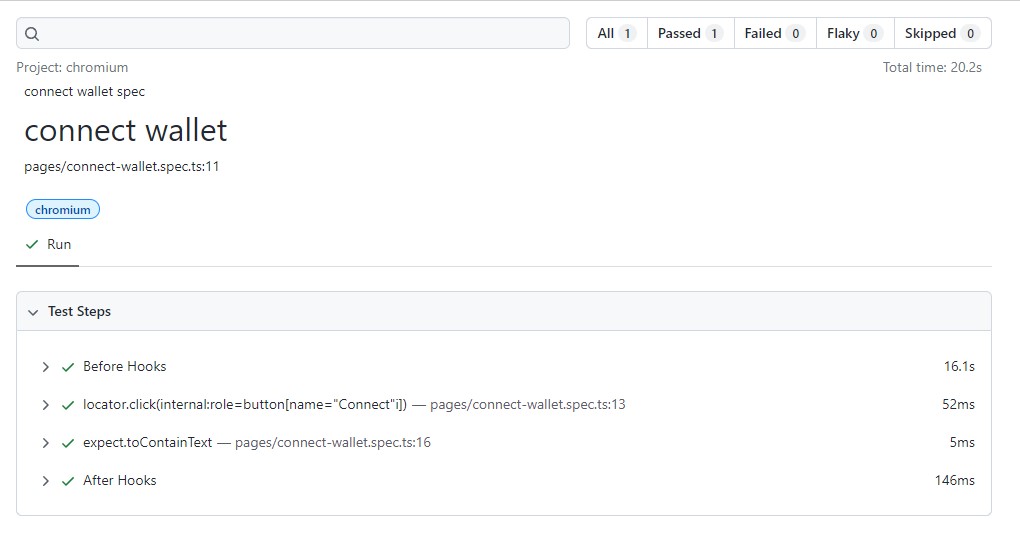 All 1 Passed 1 Failed 0 Flaky 0 Skipped 0
Project: chromium Total time: 20.2s
connect wallet spec
connect wallet
pages/connect-wallet.spec.ts:11
chromium
Run
Test Steps
Before Hooks 16.1s
locator.click(internal:role=button[name="Connect"i]) — pages/connect-wallet.spec.ts:13 52ms
expect.toContainText — pages/connect-wallet.spec.ts:16 5ms
After Hooks 146ms